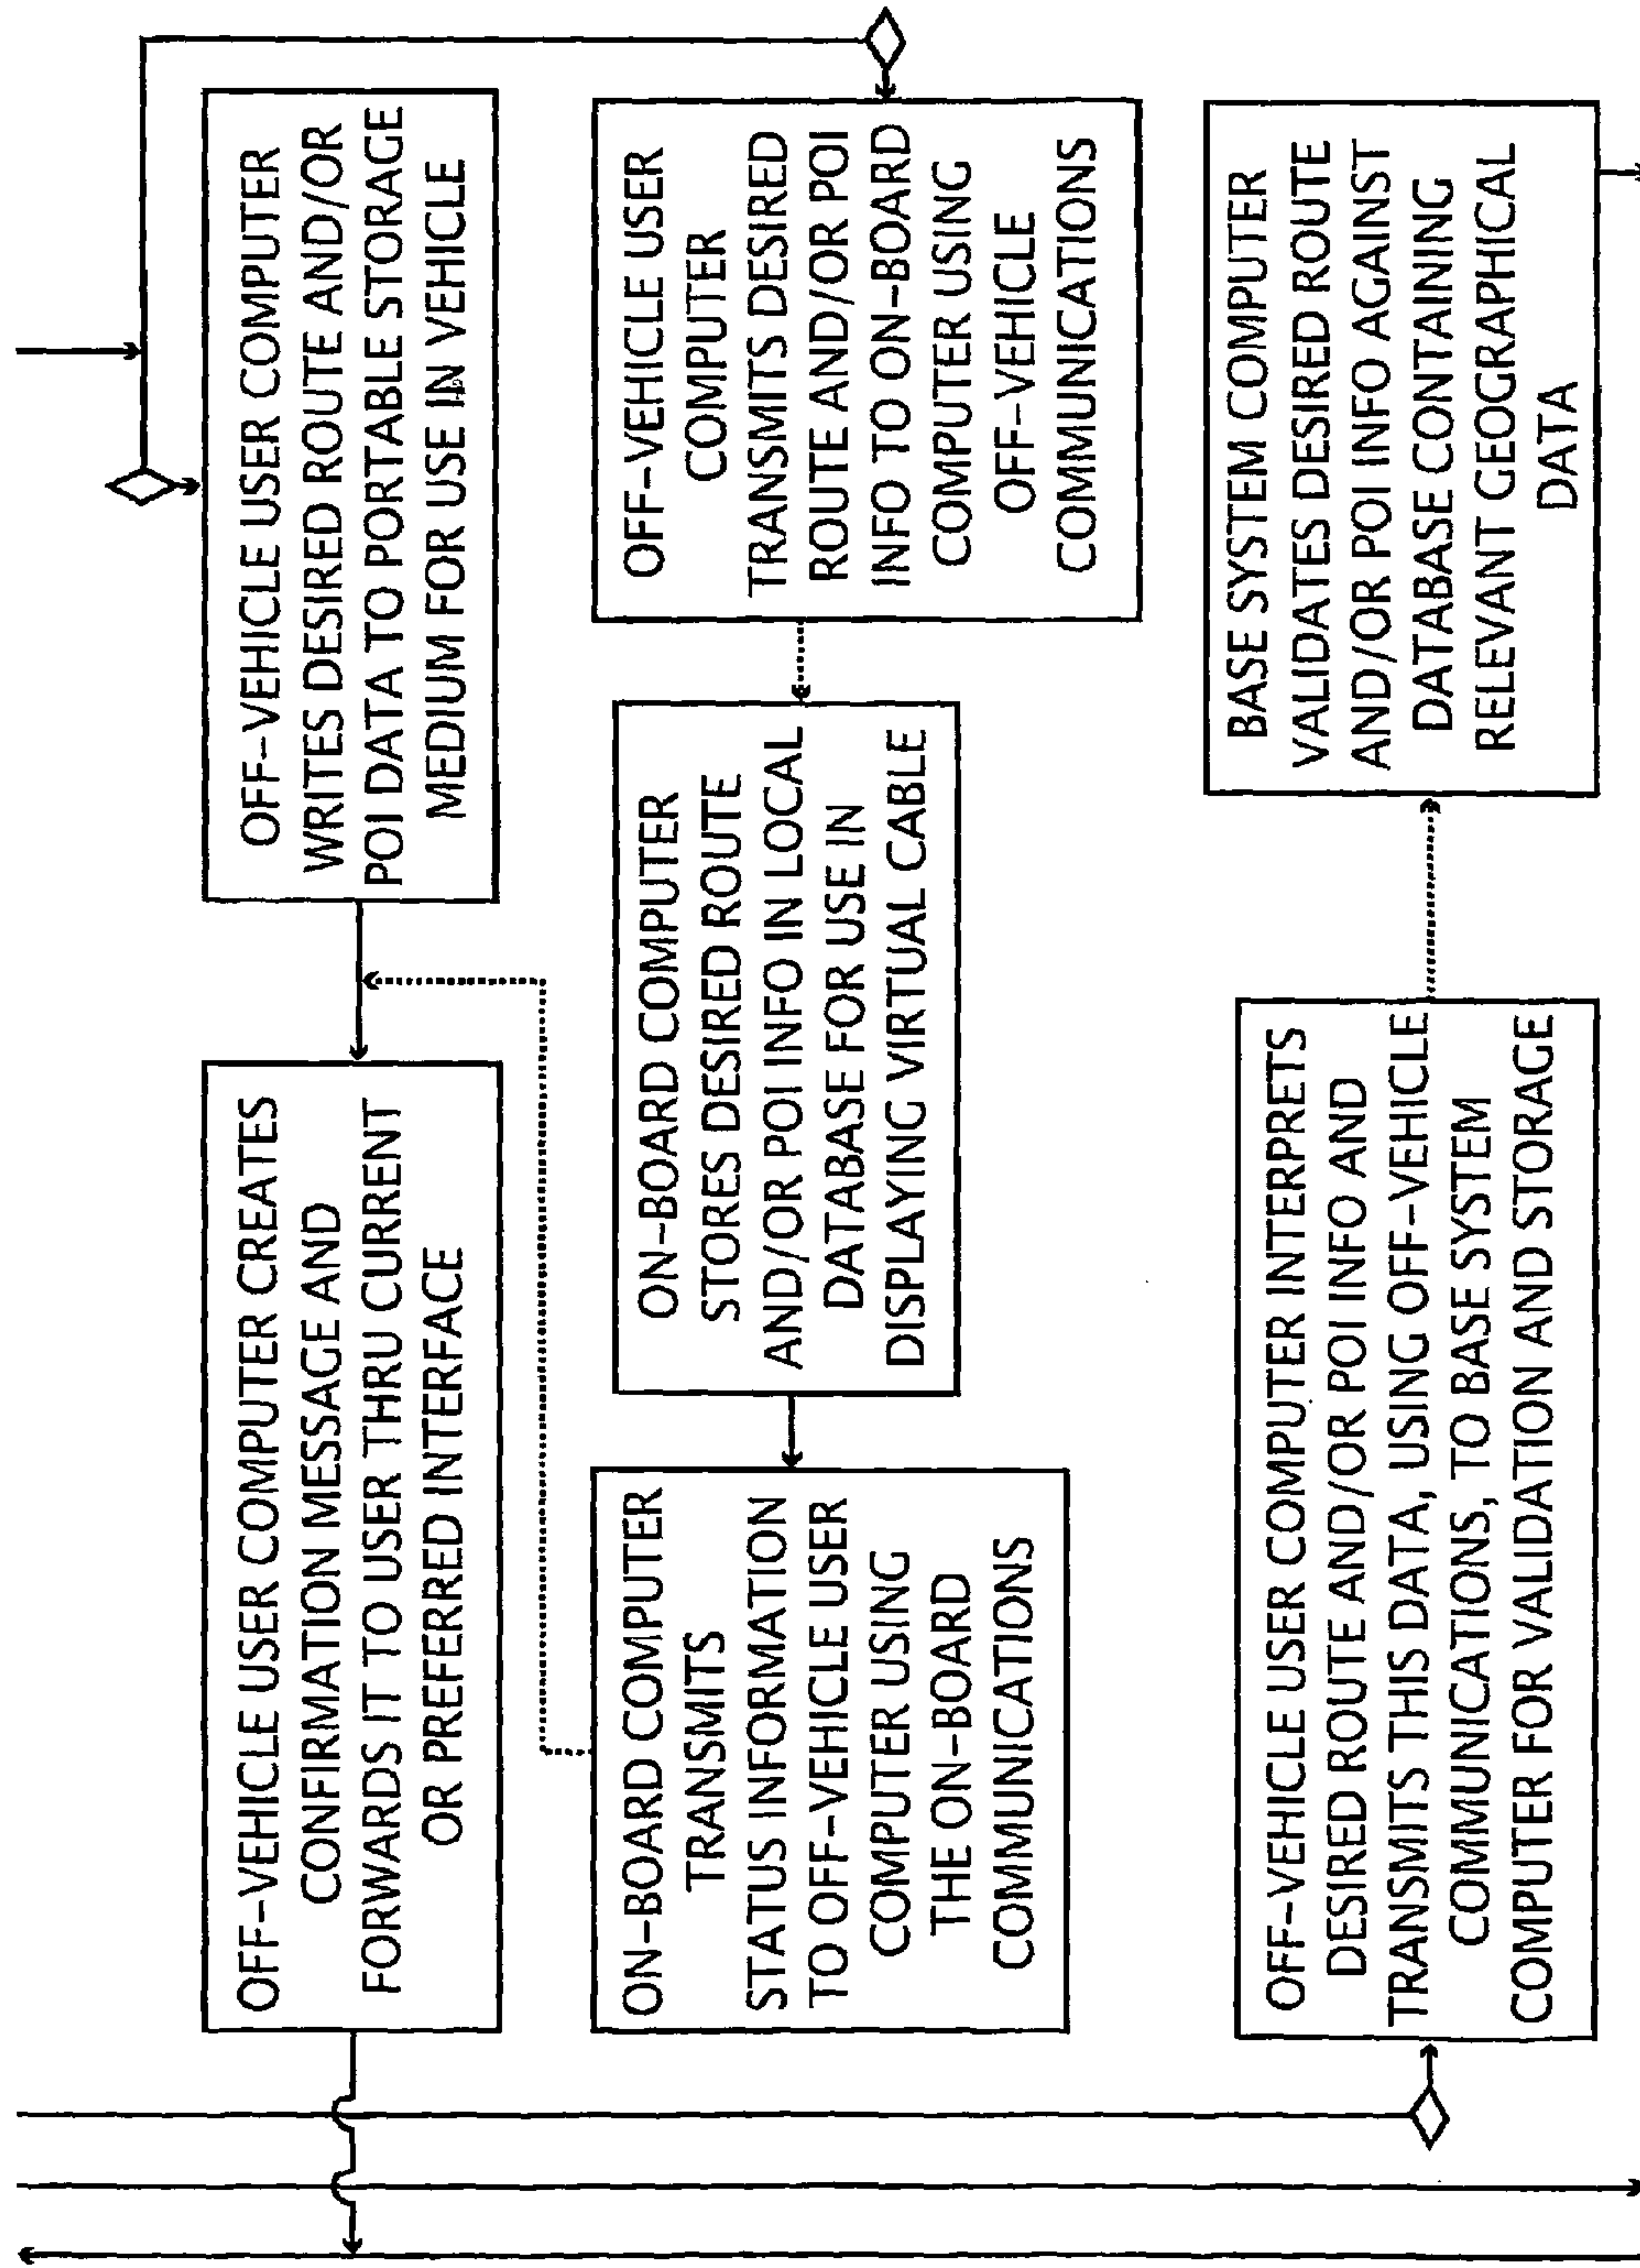 OFF-VEHICLE USER COMPUTER CREATES
CONFIRMATION MESSAGE AND
FORWARDS IT TO USER THRU CURRENT
OR PREFERRED INTERFACE
OFF-VEHICLE USER COMPUTER
WRITES DESIRED ROUTE AND/OR
POI DATA TO PORTABLE STORAGE
MEDIUM FOR USE IN VEHICLE
ON-BOARD COMPUTER
TRANSMITS
STATUS INFORMATION
TO OFF-VEHICLE USER
COMPUTER USING
THE ON-BOARD
COMMUNICATIONS
ON-BOARD COMPUTER
STORES DESIRED ROUTE
AND/OR POI INFO IN LOCAL
DATABASE FOR USE IN
DISPLAYING VIRTUAL CABLE
OFF-VEHICLE USER
COMPUTER
TRANSMITS DESIRED
ROUTE AND/OR POI
INFO TO ON-BOARD
COMPUTER USING
OFF-VEHICLE
COMMUNICATIONS
OFF-VEHICLE USER COMPUTER INTERPRETS
DESIRED ROUTE AND/OR POI INFO AND
TRANSMITS THIS DATA, USING OFF-VEHICLE
COMMUNICATIONS, TO BASE SYSTEM
COMPUTER FOR VALIDATION AND STORAGE
BASE SYSTEM COMPUTER
VALIDATES DESIRED ROUTE
AND/OR POI INFO AGAINST
DATABASE CONTAINING
RELEVANT GEOGRAPHICAL
DATA